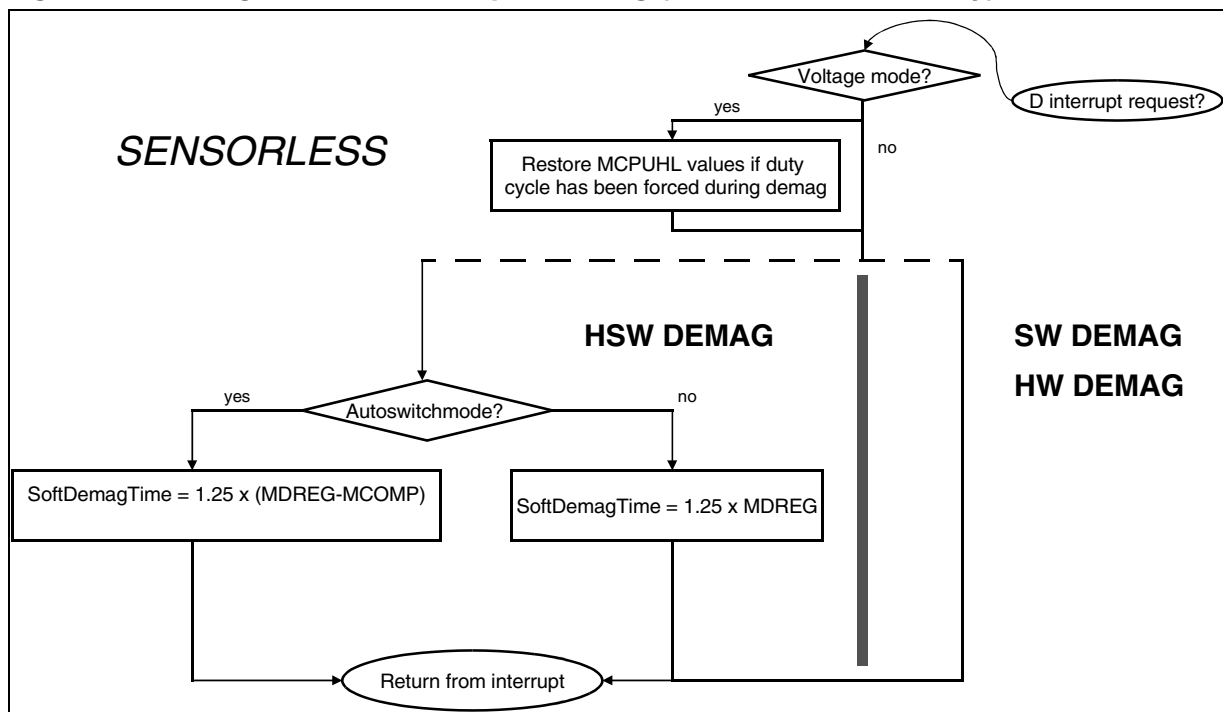 Voltage mode?
D interrupt request?
yes
no
SENSORLESS
Restore MCPUHL values if duty
cycle has been forced during demag
HSW DEMAG
SW DEMAG
HW DEMAG
Autoswitchmode?
yes
no
SoftDemagTime = 1.25 x (MDREG-MCOMP)
SoftDemagTime = 1.25 x MDREG
Return from interrupt